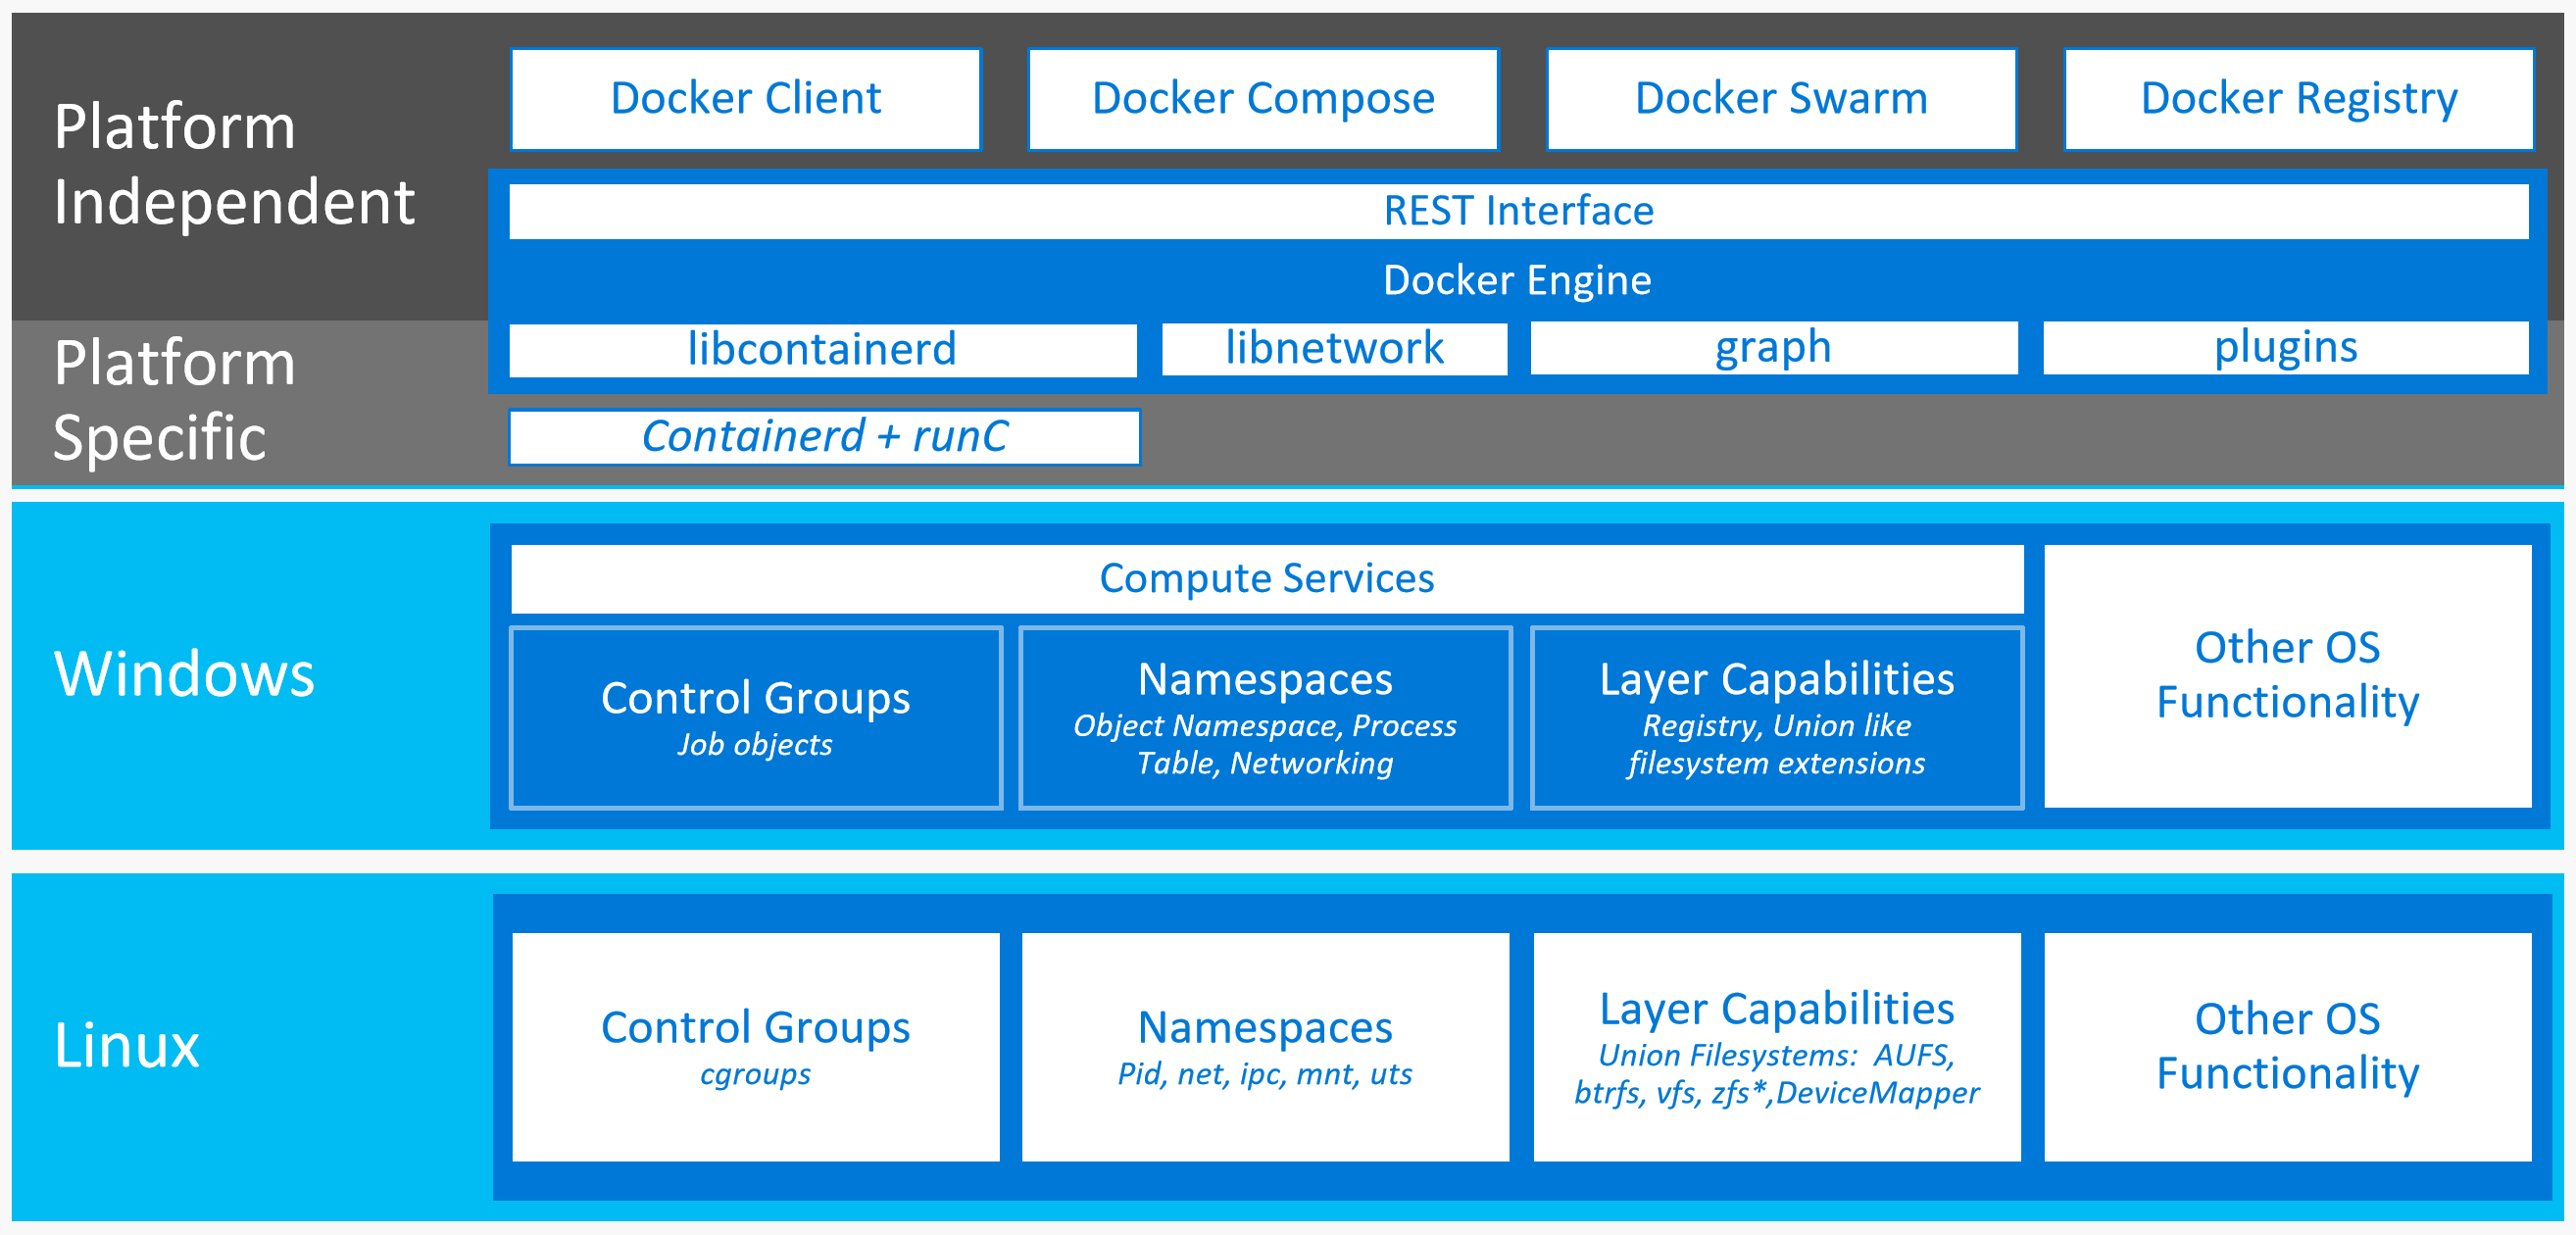 Platform
Independent
Docker Client
Docker Compose
Docker Swarm
Docker Registry
REST Interface
Docker Engine
Platform
Specific
libcontainerd
libnetwork
graph
plugins
Containerd + runC
Windows
Compute Services
Control Groups
Job objects
Namespaces
Object Namespace, Process
Table, Networking
Layer Capabilities
Registry, Union like
filesystem extensions
Other OS
Functionality
Linux
Control Groups
cgroups
Namespaces
Pid, net, ipc, mnt, uts
Layer Capabilities
Union Filesystems:  AUFS,
btrfs, vfs, zfs*,DeviceMapper
Other OS
Functionality